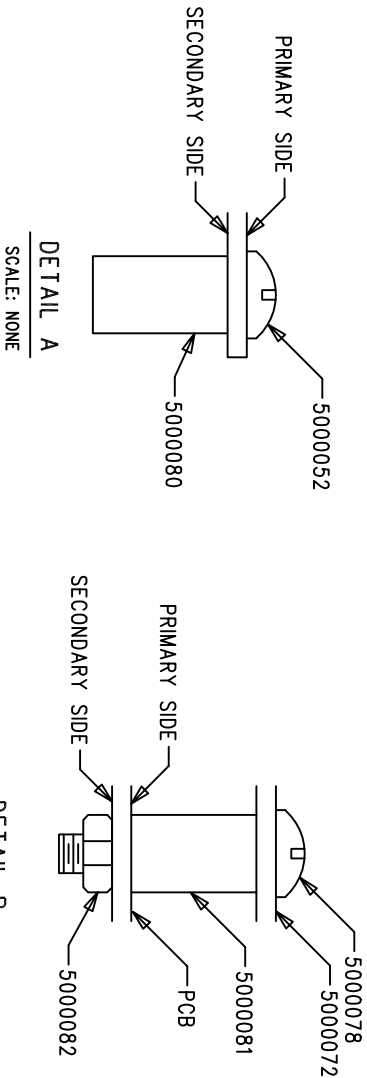 PRIMARY SIDE
SECONDARY SIDE
5000052
5000080
DETAIL A
SCALE: NONE
PRIMARY SIDE
SECONDARY SIDE
5000078
5000072
5000081
PCB
5000082